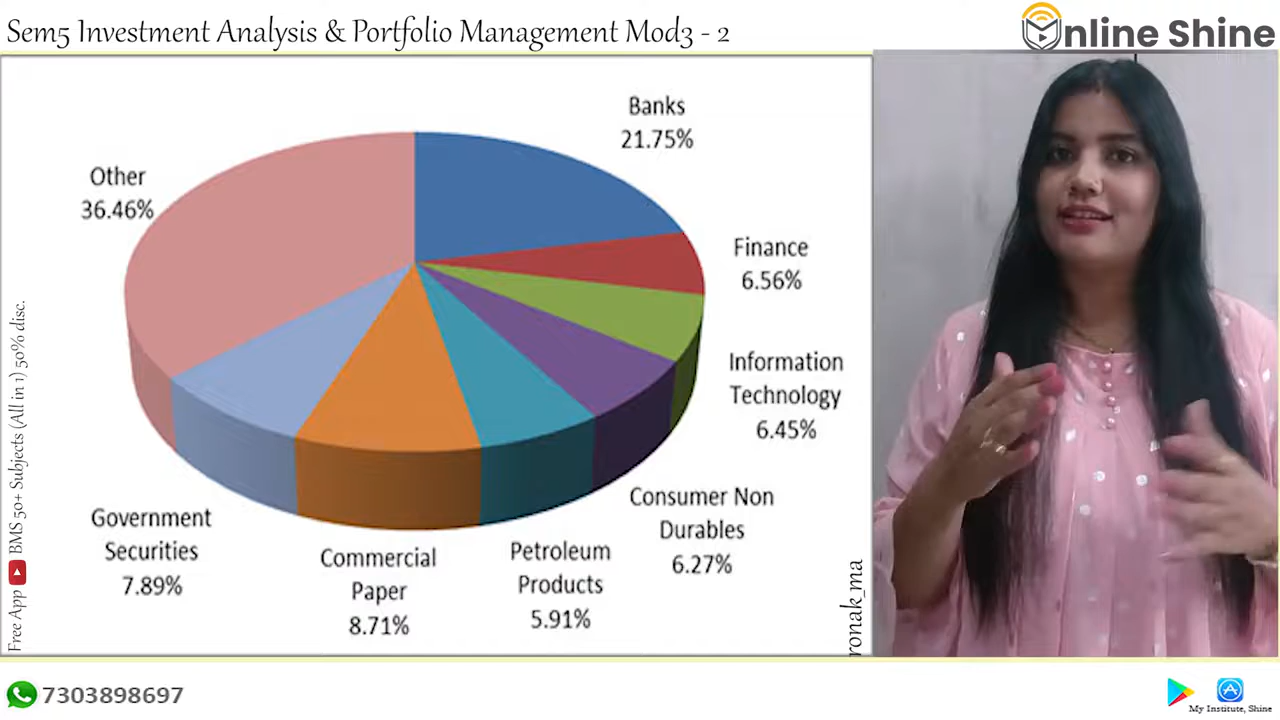 Sem5 Investment Analysis & Portfolio Management Mod3 - 2
Online Shine
Banks
21.75%
Other
36.46%
Finance
6.56%
Information
Technology
6.45%
Consumer Non
Durables
6.27%
Petroleum
Products
5.91%
Commercial
Paper
8.71%
Government
Securities
7.89%
Free App BMS 50+ Subjects (All in 1) 50% disc.
ronak_ma
7303898697
My Institute, Shine